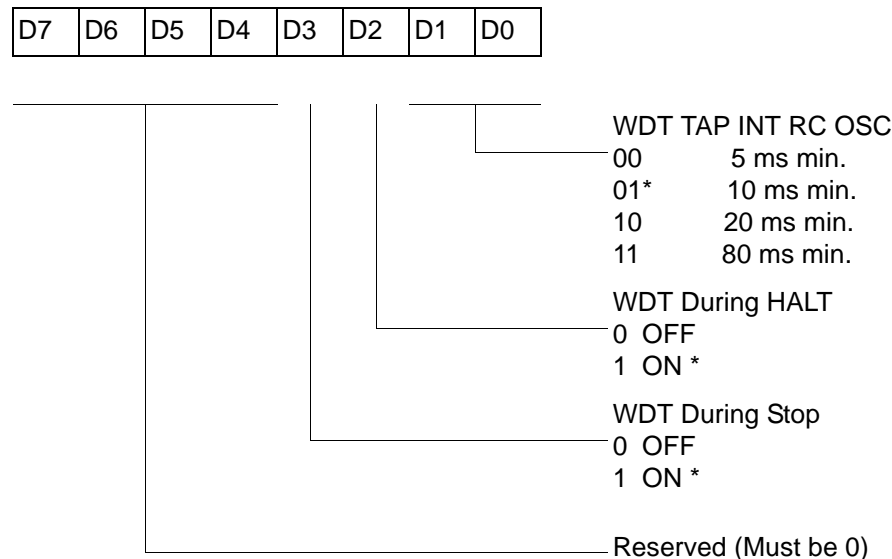 D7 D6 D5 D4 D3 D2 D1 D0
WDT TAP INT RC OSC
00 5 ms min.
01* 10 ms min.
10 20 ms min.
11 80 ms min.
WDT During HALT
0 OFF
1 ON *
WDT During Stop
0 OFF
1 ON *
Reserved (Must be 0)